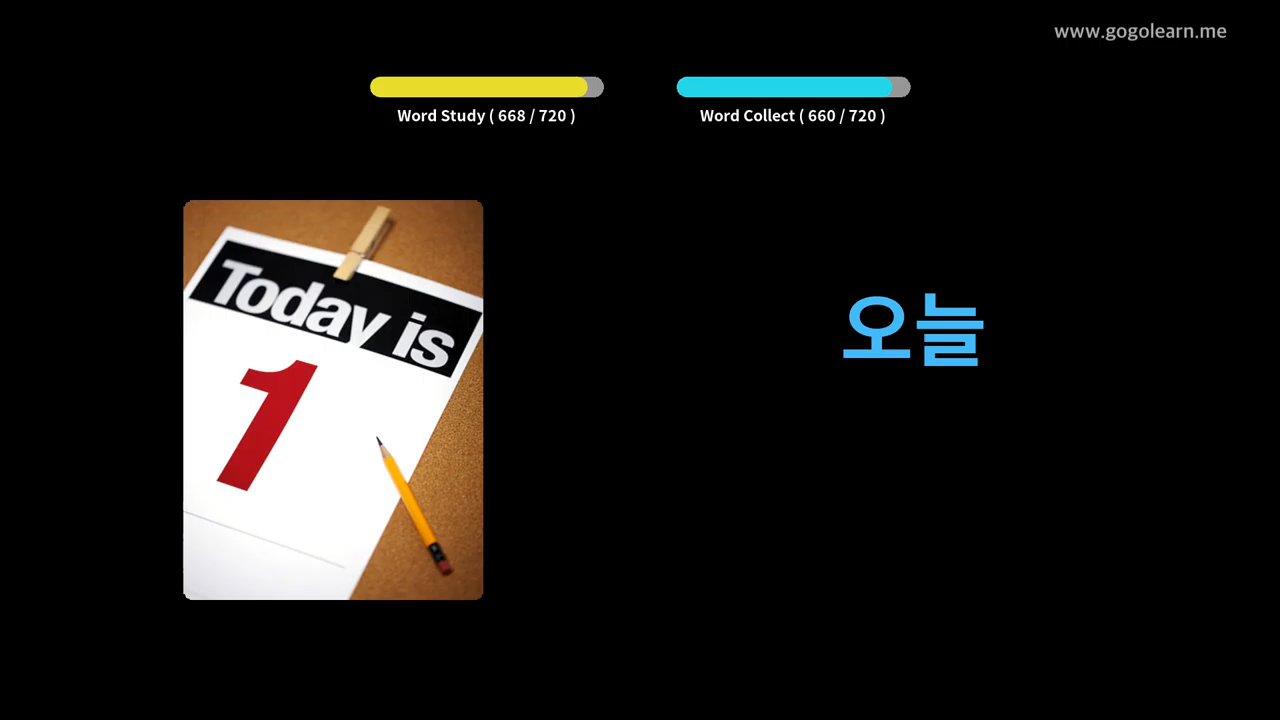 www.gogolearn.me
Word Study ( 668 / 720 )
Word Collect ( 660 / 720 )
Today is
1
오늘